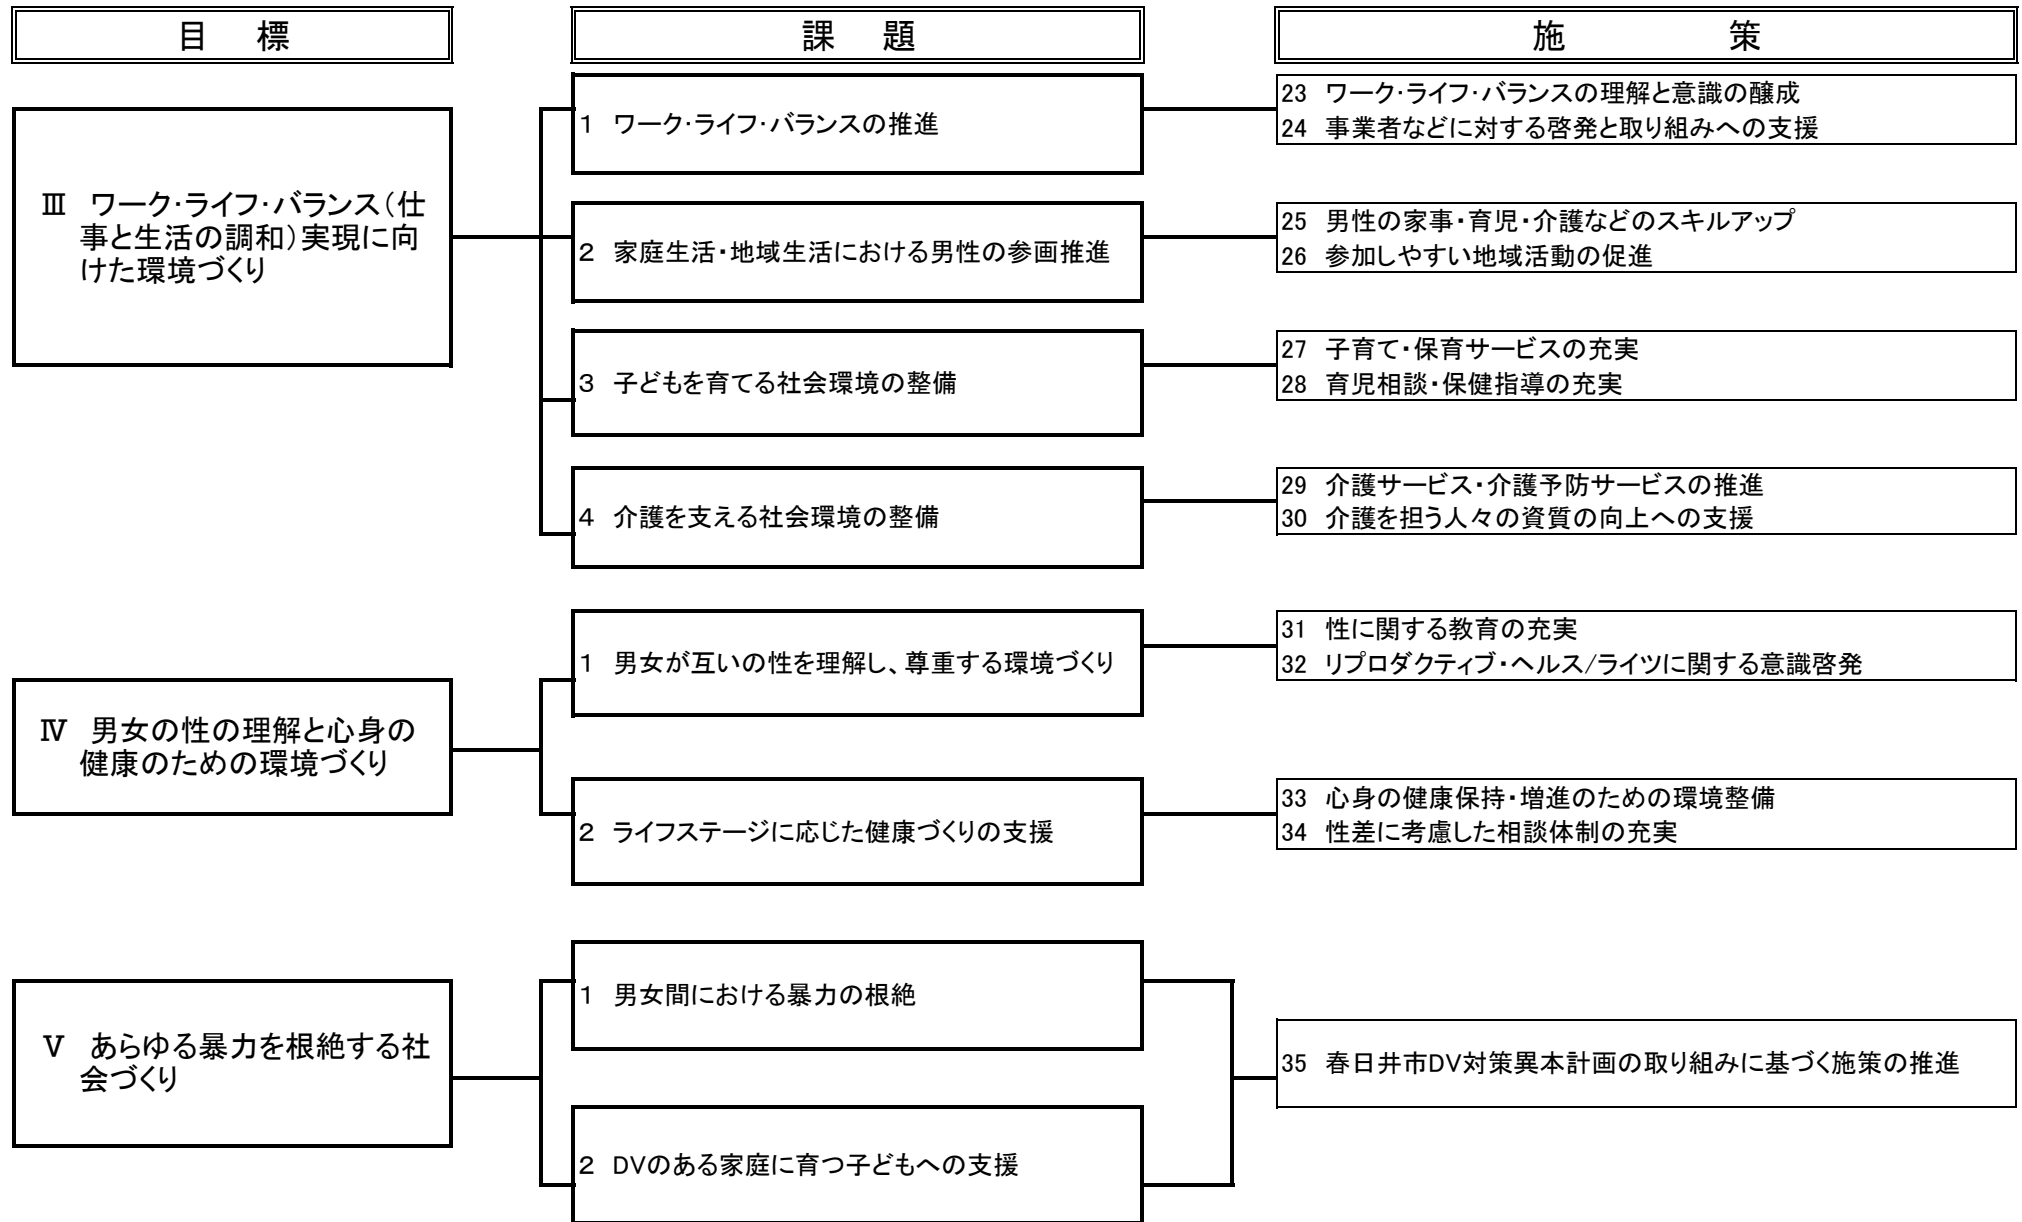 目　標
課　題
施　策
Ⅲ　ワーク・ライフ・バランス（仕
事と生活の調和）実現に向
けた環境づくり
1　ワーク・ライフ・バランスの推進
23　ワーク・ライフ・バランスの理解と意識の醸成
24　事業者などに対する啓発と取り組みへの支援
2　家庭生活・地域生活における男性の参画推進
25　男性の家事・育児・介護などのスキルアップ
26　参加しやすい地域活動の促進
3　子どもを育てる社会環境の整備
27　子育て・保育サービスの充実
28　育児相談・保健指導の充実
4　介護を支える社会環境の整備
29　介護サービス・介護予防サービスの推進
30　介護を担う人々の資質の向上への支援
Ⅳ　男女の性の理解と心身の
健康のための環境づくり
1　男女が互いの性を理解し、尊重する環境づくり
31　性に関する教育の充実
32　リプロダクティブ・ヘルス/ライツに関する意識啓発
2　ライフステージに応じた健康づくりの支援
33　心身の健康保持・増進のための環境整備
34　性差に考慮した相談体制の充実
Ⅴ　あらゆる暴力を根絶する社
会づくり
1　男女間における暴力の根絶
2　DVのある家庭に育つ子どもへの支援
35　春日井市DV対策異本計画の取り組みに基づく施策の推進